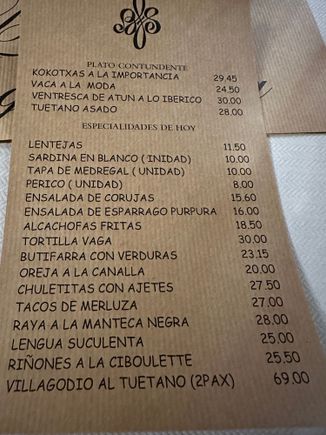 PLATO CONTUNDENTE
KOKOTXAS A LA IMPORTANCIA 29.45
VACA A LA MODA 24.50
VENTRESCA DE ATUN A LO IBERICO 30.00
TUETANO ASADO 28.00
ESPECIALIDADES DE HOY
LENTEJAS 11.50
SARDINA EN BLANCO ( INIDAD) 10.00
TAPA DE MEDREGAL ( UNIDAD) 10.00
PERICO ( UNIDAD) 8.00
ENSALADA DE CORUJAS 15.60
ENSALADA DE ESPARRAGO PURPURA 16.00
ALCACHOFAS FRITAS 18.50
TORTILLA VAGA 30.00
BUTIFARRA CON VERDURAS 23.15
OREJA A LA CANALLA 20.00
CHULETITAS CON AJETES 27.50
TACOS DE MERLUZA 27.00
RAYA A LA MANTECA NEGRA 28.00
LENGUA SUCULENTA 25.00
RIÑONES A LA CIBOULETTE 25.50
VILLAGODIO AL TUETANO (2PAX) 69.00